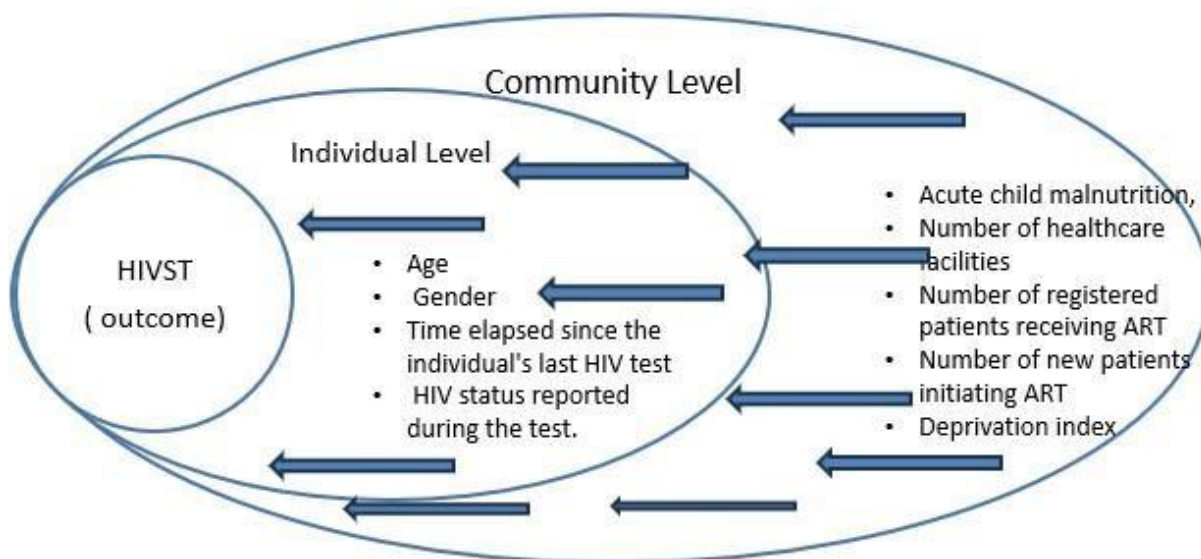 Community Level
Individual Level
HIVST
( outcome)
• Age
• Gender
• Time elapsed since the
individual's last HIV test
• HIV status reported
during the test.
• Acute child malnutrition,
• Number of healthcare
facilities
• Number of registered
patients receiving ART
• Number of new patients
initiating ART
• Deprivation index